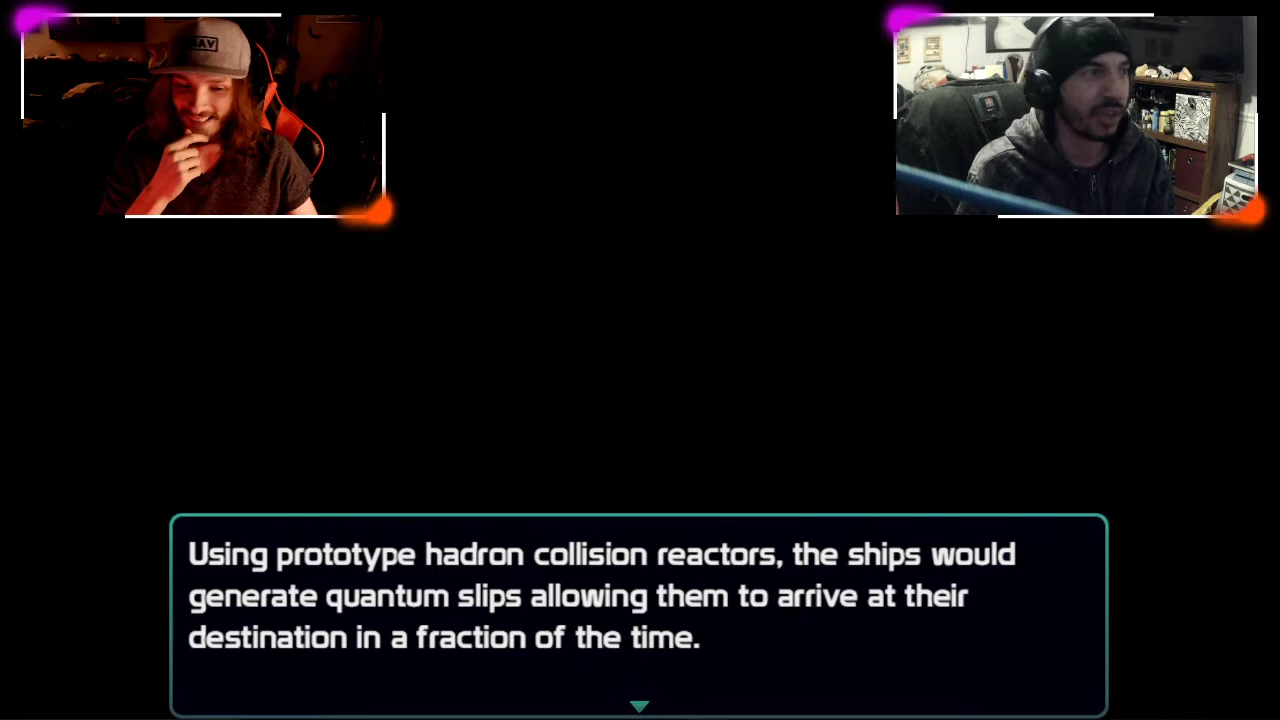 Using prototype hadron collision reactors, the ships would
generate quantum slips allowing them to arrive at their
destination in a fraction of the time.